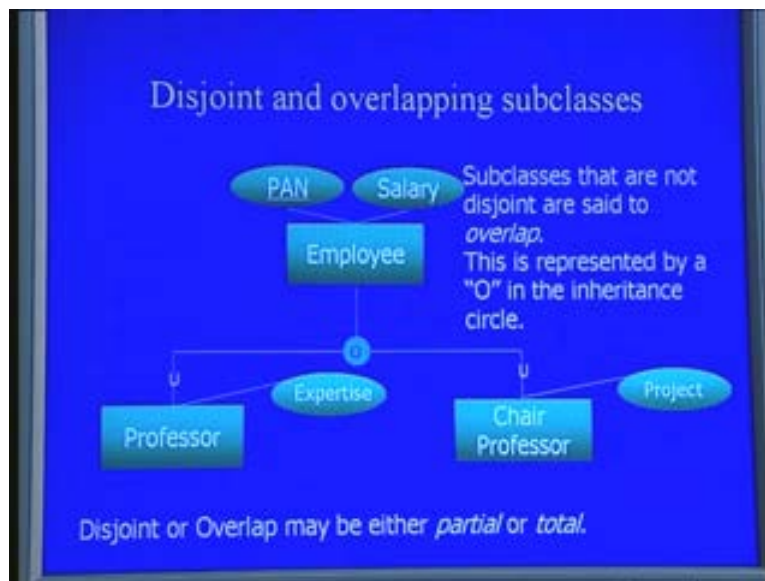 Disjoint and overlapping subclasses
PAN
Salary
Subclasses that are not
disjoint are said to
overlap.
This is represented by a
“O” in the inheritance
circle.
Employee
O
U
U
Expertise
Project
Professor
Chair
Professor
Disjoint or Overlap may be either partial or total.